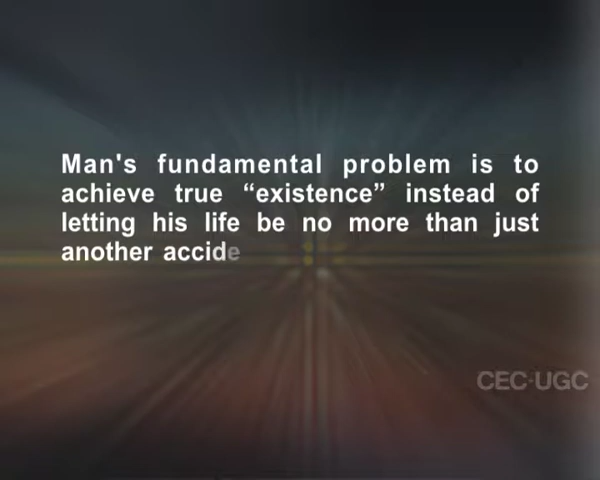 Man's fundamental problem is to
achieve true “existence” instead of
letting his life be no more than just
another accide
CEC-UGC